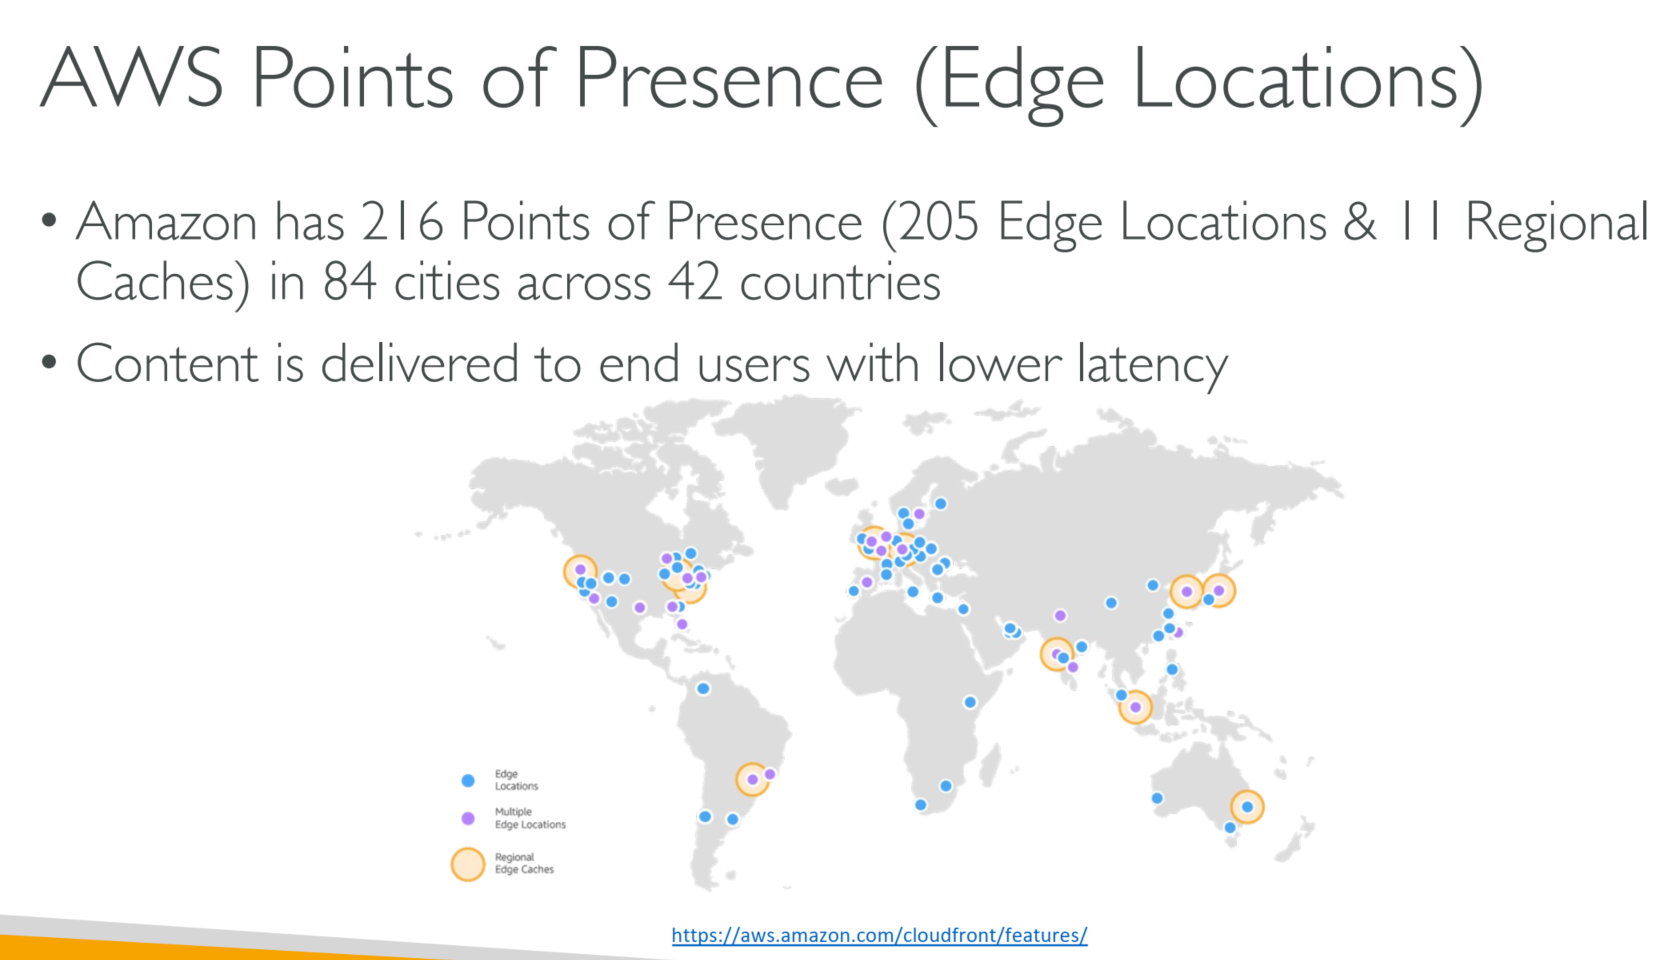 AWS Points of Presence (Edge Locations)
• Amazon has 216 Points of Presence (205 Edge Locations & 11 Regional
Caches) in 84 cities across 42 countries
• Content is delivered to end users with lower latency
Edge
Locations
Multiple
Edge Locations
Regional
Edge Caches
https://aws.amazon.com/cloudfront/features/